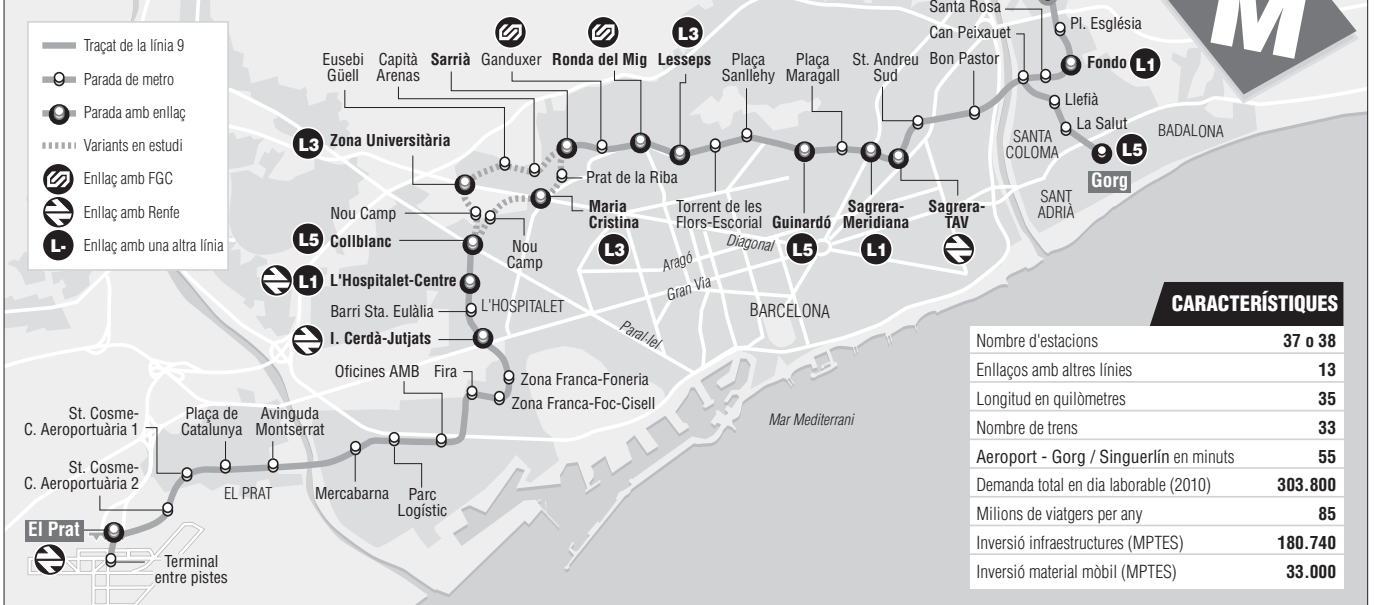 M
Traçat de la línia 9
Parada de metro
Parada amb enllaç
Variants en estudi
Enllaç amb FGC
Enllaç amb Renfe
L- Enllaç amb una altra línia
Santa Rosa
Can Peixauet
Pl. Església
Fondo L1
Llefià
La Salut
L5
Gorg
BADALONA
SANTA
COLOMA
SANT
ADRIÀ
Bon Pastor
St. Andreu
Sud
Plaça
Maragall
Plaça
Sanllehy
L3
Lesseps
Ronda del Mig
Ganduxer
Sarrià
Capità
Arenas
Eusebi
Güell
L3 Zona Universitària
Prat de la Riba
Maria
Cristina
L3
Torrent de les
Flors-Escorial
Guinardó
L5
Sagrera-
Meridiana
L1
Sagrera-
TAV
Nou Camp
Nou
Camp
L5 Collblanc
L1 L'Hospitalet-Centre
Barri Sta. Eulàlia
L'HOSPITALET
I. Cerdà-Jutjats
Diagonal
Aragó
Gran Via
Paral·lel
BARCELONA
Oficines AMB
Fira
Zona Franca-Foneria
Zona Franca-Foc-Cisell
Mar Mediterrani
St. Cosme-
C. Aeroportuària 1
Plaça de
Catalunya
Avinguda
Montserrat
St. Cosme-
C. Aeroportuària 2
EL PRAT
Mercabarna
Parc
Logístic
El Prat
Terminal
entre pistes
CARACTERÍSTIQUES
Nombre d'estacions 37 o 38
Enllaços amb altres línies 13
Longitud en quilòmetres 35
Nombre de trens 33
Aeroport - Gorg / Singuerlín en minuts 55
Demanda total en dia laborable (2010) 303.800
Milions de viatgers per any 85
Inversió infraestructures (MPTES) 180.740
Inversió material mòbil (MPTES) 33.000